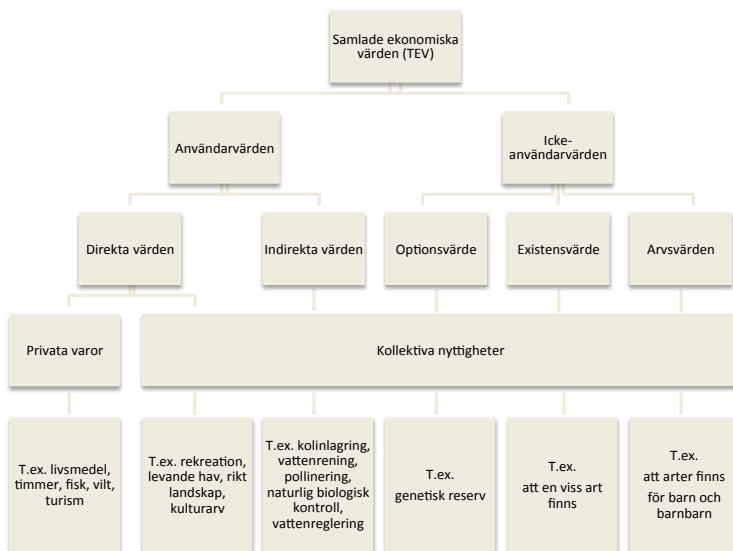 Samlade ekonomiska
värden (TEV)
Användarvärden
Icke-
användarvärden
Direkta värden
Indirekta värden
Optionsvärde
Existensvärde
Arvsvärden
Privata varor
Kollektiva nyttigheter
T.ex. livsmedel,
timmer, fisk, vilt,
turism
T.ex. rekreation,
levande hav, rikt
landskap,
kulturarv
T.ex. kolinlagring,
vattenrening,
pollinering,
naturlig biologisk
kontroll,
vattenreglering
T.ex.
genetisk reserv
T.ex.
att en viss art
finns
T.ex.
att arter finns
för barn och
barnbarn